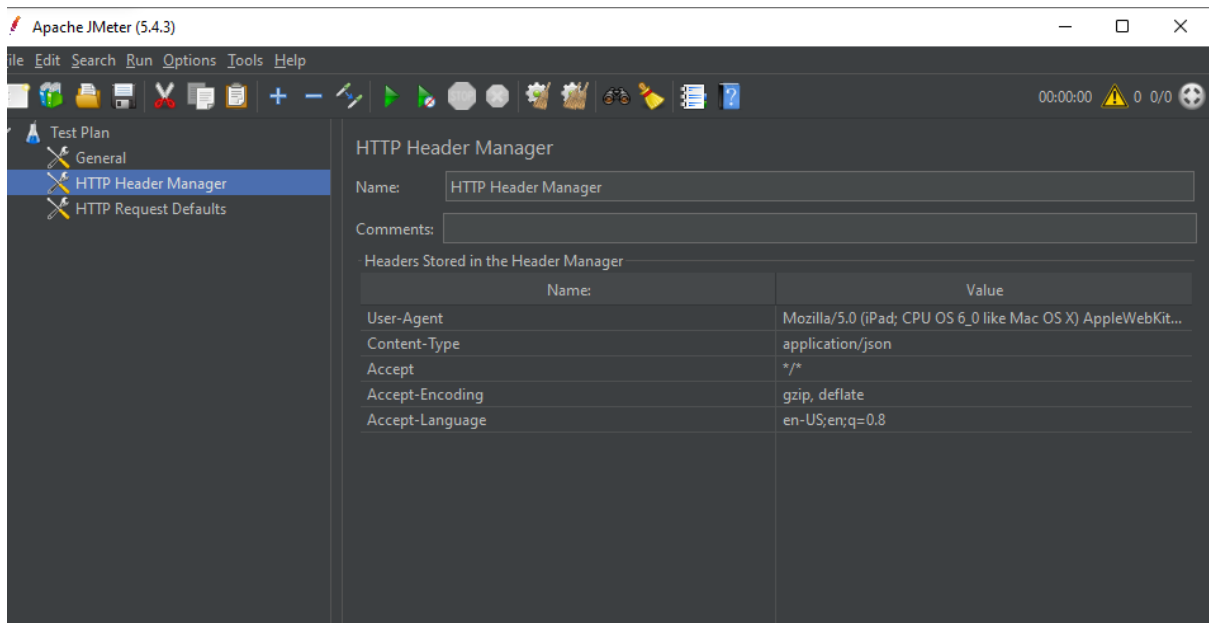 Apache JMeter (5.4.3)
ile Edit Search Run Options Tools Help
STOP
00:00:00 0 0/0
Test Plan
General
HTTP Header Manager
HTTP Request Defaults
HTTP Header Manager
Name: HTTP Header Manager
Comments:
Headers Stored in the Header Manager
Name: Value
User-Agent Mozilla/5.0 (iPad; CPU OS 6_0 like Mac OS X) AppleWebKit...
Content-Type application/json
Accept */*
Accept-Encoding gzip, deflate
Accept-Language en-US;en;q=0.8